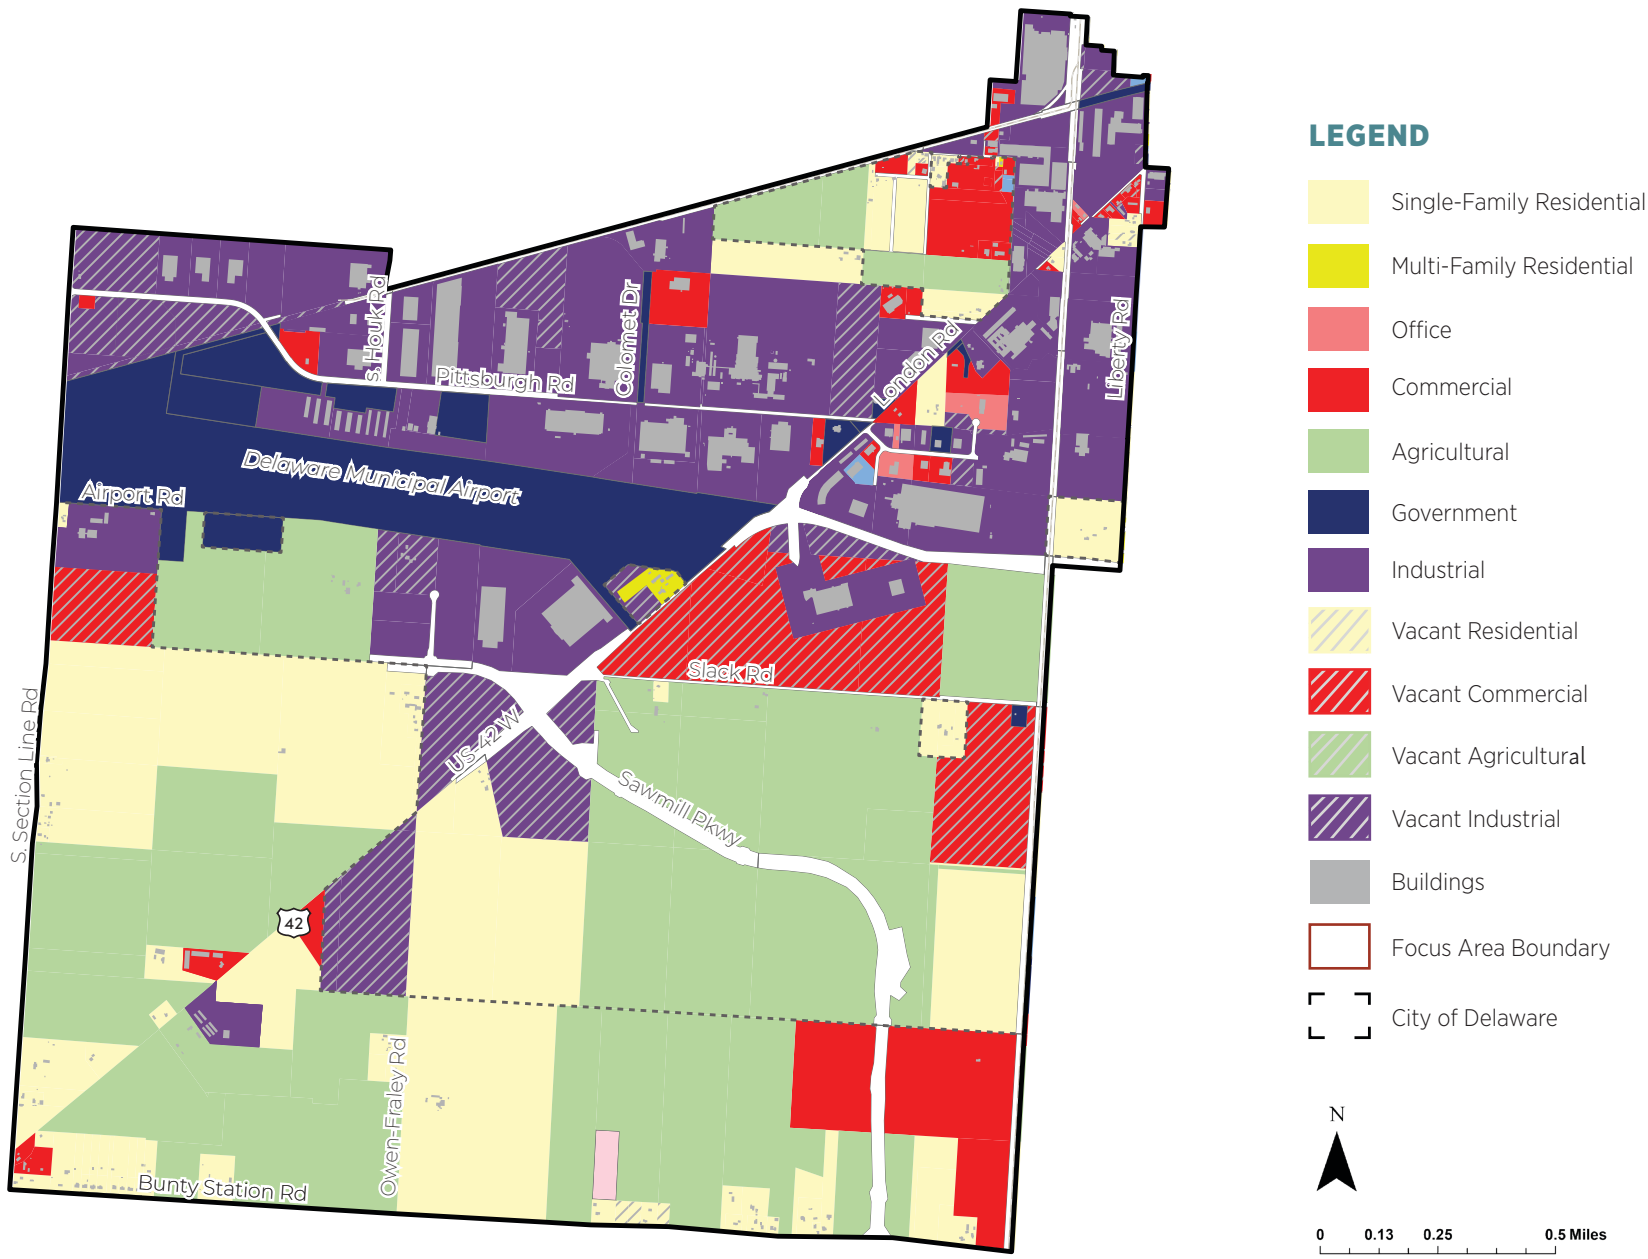 LEGEND
Single-Family Residential
Multi-Family Residential
Office
Commercial
Agricultural
Government
Industrial
Vacant Residential
Vacant Commercial
Vacant Agricultural
Vacant Industrial
Buildings
Focus Area Boundary
City of Delaware
N
0 0.13 0.25 0.5 Miles
S. Houk Rd
Pittsburgh Rd
Colomet Dr
London Rd
Liberty Rd
Delaware Municipal Airport
Airport Rd
Slack Rd
S. Section Line Rd
US-42 W
Sawmill Pkwy
42
Owen-Fraley Rd
Bunty Station Rd